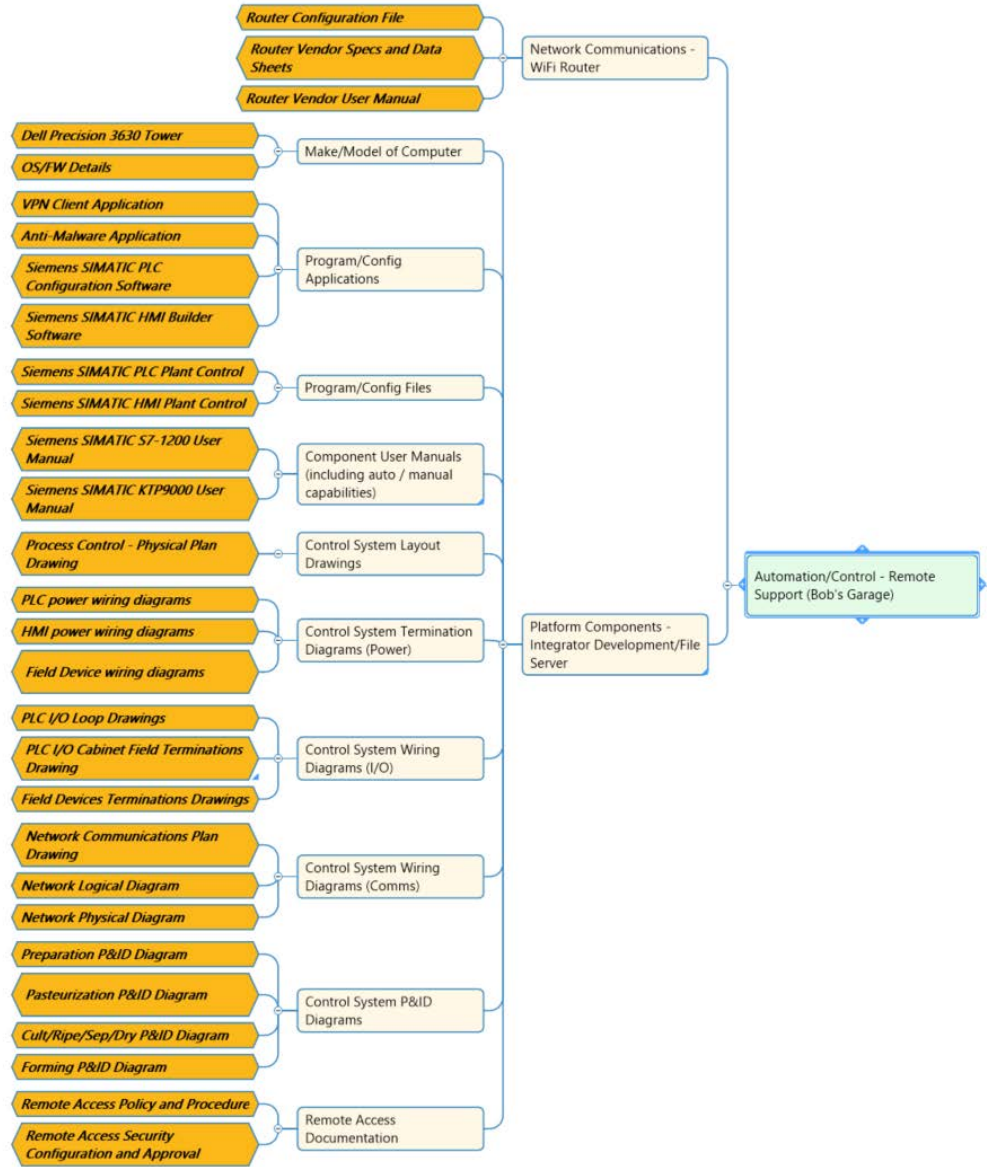 Router Configuration File
Router Vendor Specs and Data
Sheets
Router Vendor User Manual
Network Communications -
WiFi Router
Dell Precision 3630 Tower
OS/FW Details
Make/Model of Computer
VPN Client Application
Anti-Malware Application
Siemens SIMATIC PLC
Configuration Software
Siemens SIMATIC HMI Builder
Software
Program/Config
Applications
Siemens SIMATIC PLC Plant Control
Siemens SIMATIC HMI Plant Control
Program/Config Files
Siemens SIMATIC S7-1200 User
Manual
Siemens SIMATIC KTP9000 User
Manual
Component User Manuals
(including auto / manual
capabilities)
Process Control - Physical Plan
Drawing
Control System Layout
Drawings
PLC power wiring diagrams
HMI power wiring diagrams
Field Device wiring diagrams
Control System Termination
Diagrams (Power)
PLC I/O Loop Drawings
PLC I/O Cabinet Field Terminations
Drawing
Field Devices Terminations Drawings
Control System Wiring
Diagrams (I/O)
Network Communications Plan
Drawing
Network Logical Diagram
Network Physical Diagram
Control System Wiring
Diagrams (Comms)
Preparation P&ID Diagram
Pasteurization P&ID Diagram
Cult/Ripe/Sep/Dry P&ID Diagram
Forming P&ID Diagram
Control System P&ID
Diagrams
Remote Access Policy and Procedure
Remote Access Security
Configuration and Approval
Remote Access
Documentation
Platform Components -
Integrator Development/File
Server
Automation/Control - Remote
Support (Bob's Garage)